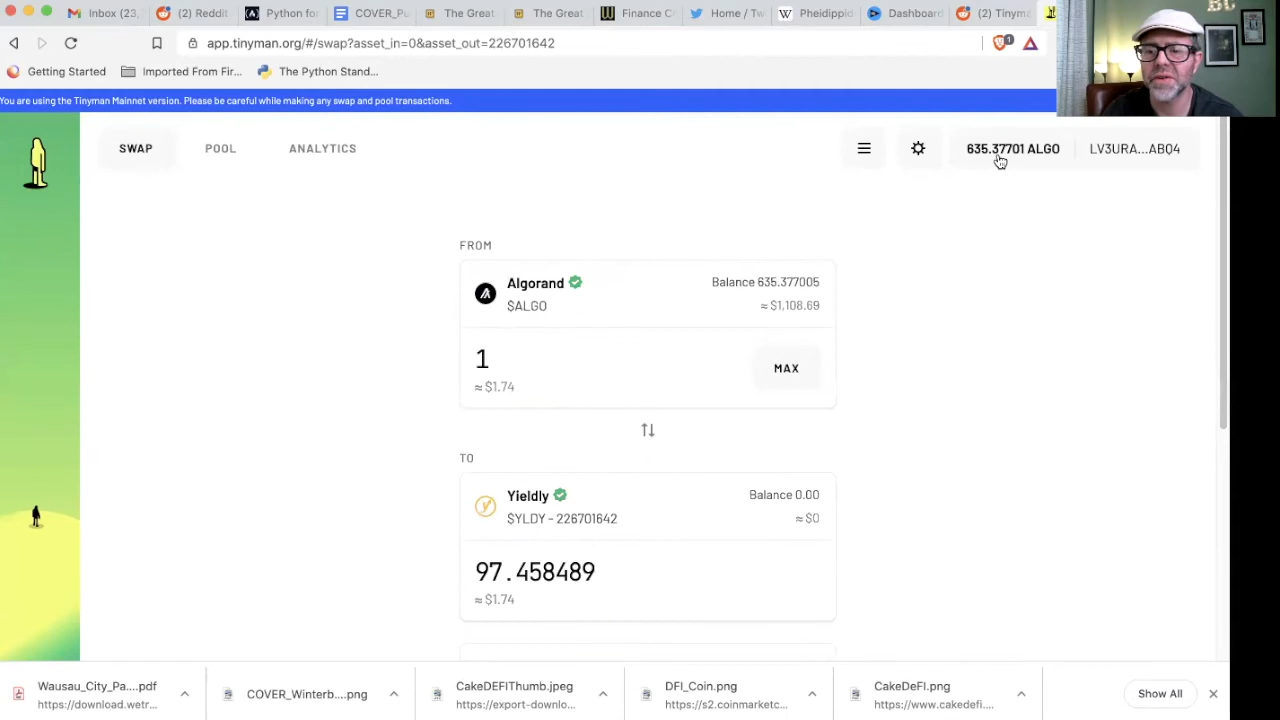 Inbox (23,
(2) Reddit
Python for
COVER_Pu
The Great
The Great
Finance C
Home / Tw
Pheidippid
Dashboard
(2) Tinyma
app.tinyman.org/#/swap?asset_in=0&asset_out=226701642
1
Getting Started
Imported From Fir...
The Python Stand...
You are using the Tinyman Mainnet version. Please be careful while making any swap and pool transactions.
SWAP
POOL
ANALYTICS
635.37701 ALGO
LV3URA...ABQ4
FROM
Algorand
Balance 635.377005
$ALGO
≈ $1,108.69
1
MAX
≈ $1.74
TO
Yieldly
Balance 0.00
$YLDY - 226701642
≈ $0
97.458489
≈ $1.74
Wausau_City_Pa....pdf
https://download.wetr...
COVER_Winterb....png
CakeDEFIThumb.jpeg
https://export-downlo...
DFI_Coin.png
https://s2.coinmarketc...
CakeDeFi.png
https://www.cakedefi....
Show All